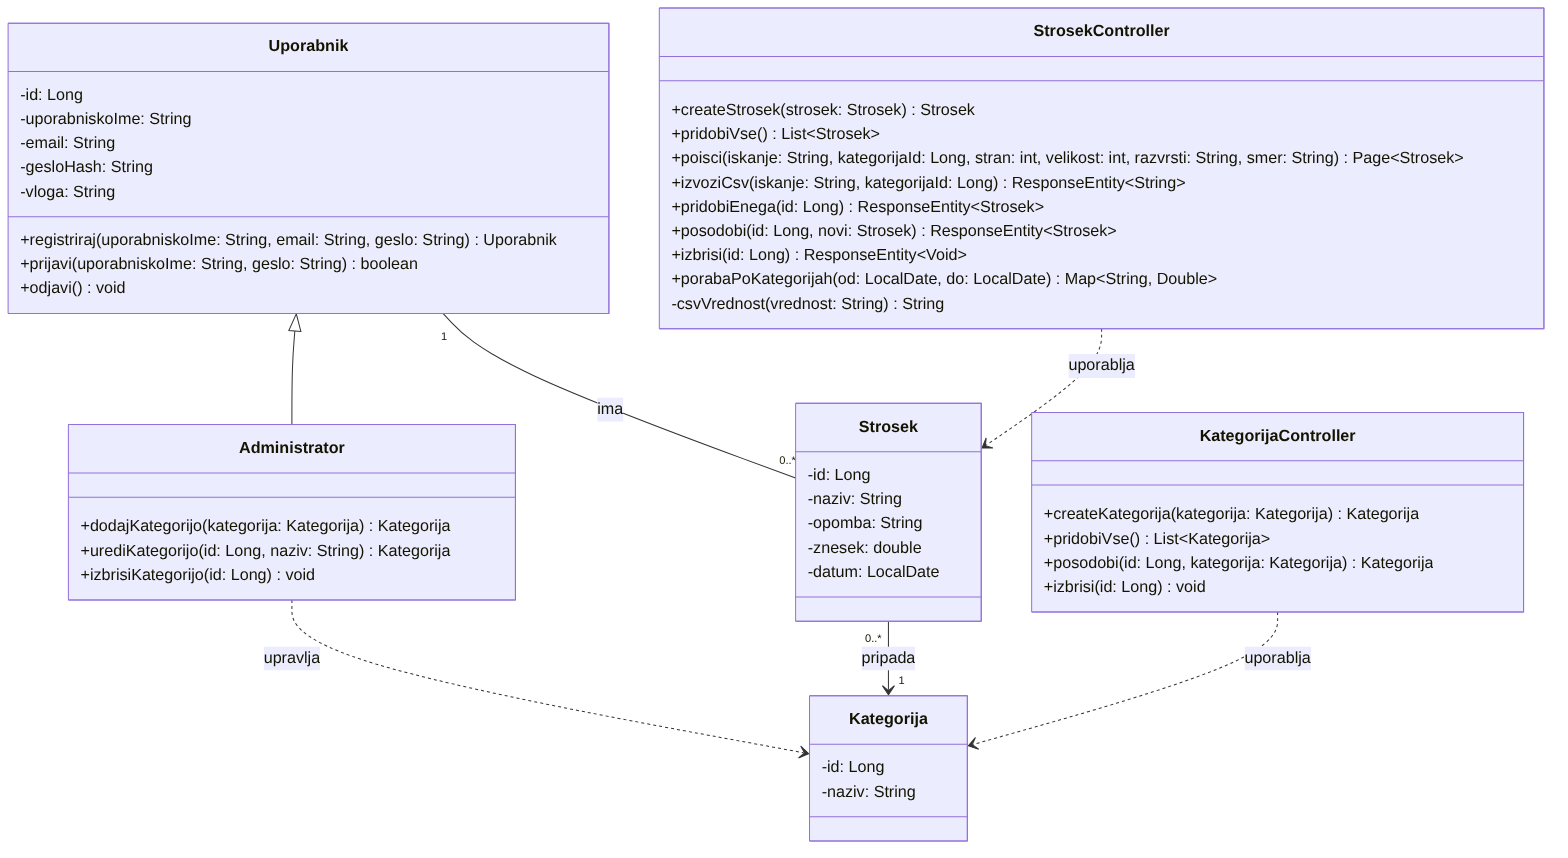 Uporabnik
-id: Long
-uporabniskoIme: String
-email: String
-gesloHash: String
-vloga: String
+registriraj(uporabniskoIme: String, email: String, geslo: String) : Uporabnik
+prijavi(uporabniskoIme: String, geslo: String) : boolean
+odjavi() : void
StrosekController
+createStrosek(strosek: Strosek) : Strosek
+pridobiVse() : List<Strosek>
+poisci(iskanje: String, kategorijaId: Long, stran: int, velikost: int, razvrsti: String, smer: String) : Page<Strosek>
+izvoziCsv(iskanje: String, kategorijaId: Long) : ResponseEntity<String>
+pridobiEnega(id: Long) : ResponseEntity<Strosek>
+posodobi(id: Long, novi: Strosek) : ResponseEntity<Strosek>
+izbrisi(id: Long) : ResponseEntity<Void>
+porabaPoKategorijah(od: LocalDate, do: LocalDate) : Map<String, Double>
-csvVrednost(vrednost: String) : String
1
ima
0..*
uporablja
Administrator
+dodajKategorijo(kategorija: Kategorija) : Kategorija
+urediKategorijo(id: Long, naziv: String) : Kategorija
+izbrisiKategorijo(id: Long) : void
Strosek
-id: Long
-naziv: String
-opomba: String
-znesek: double
-datum: LocalDate
KategorijaController
+createKategorija(kategorija: Kategorija) : Kategorija
+pridobiVse() : List<Kategorija>
+posodobi(id: Long, kategorija: Kategorija) : Kategorija
+izbrisi(id: Long) : void
upravlja
0..*
pripada
1
uporablja
Kategorija
-id: Long
-naziv: String